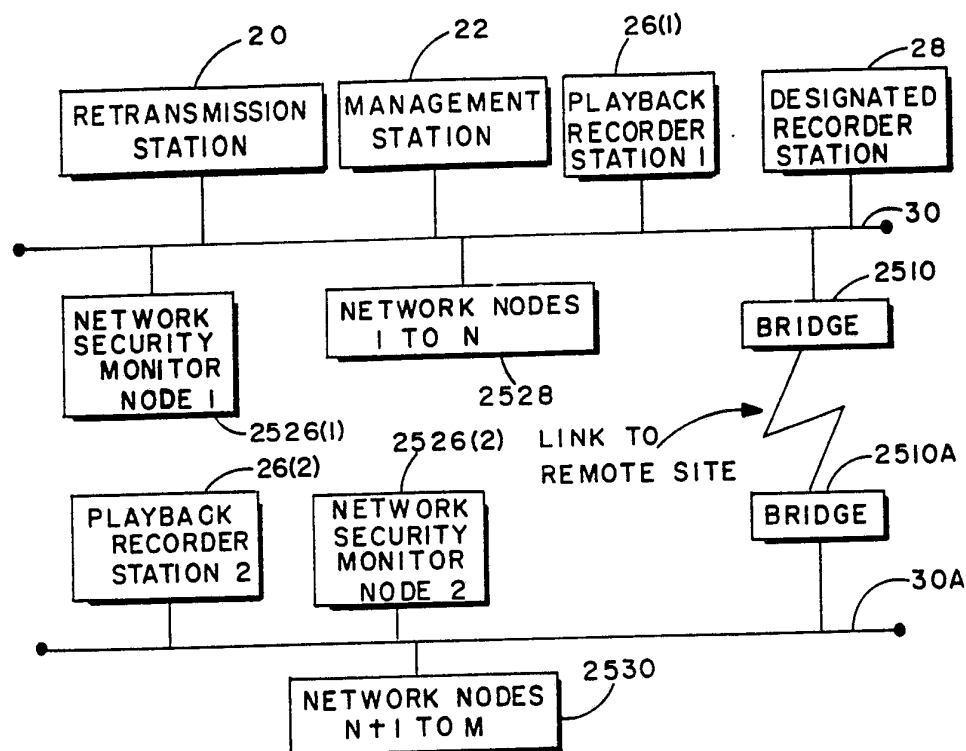 20
22
26(1)
28
RETRANSMISSION
STATION
MANAGEMENT
STATION
PLAYBACK
RECORDER
STATION 1
DESIGNATED
RECORDER
STATION
30
NETWORK
SECURITY
MONITOR
NODE 1
2526(1)
NETWORK NODES
1 TO N
2528
2510
BRIDGE
LINK TO
REMOTE SITE
2510A
BRIDGE
26(2)
PLAYBACK
RECORDER
STATION 2
2526(2)
NETWORK
SECURITY
MONITOR
NODE 2
30A
NETWORK NODES
N+1 TO M
2530